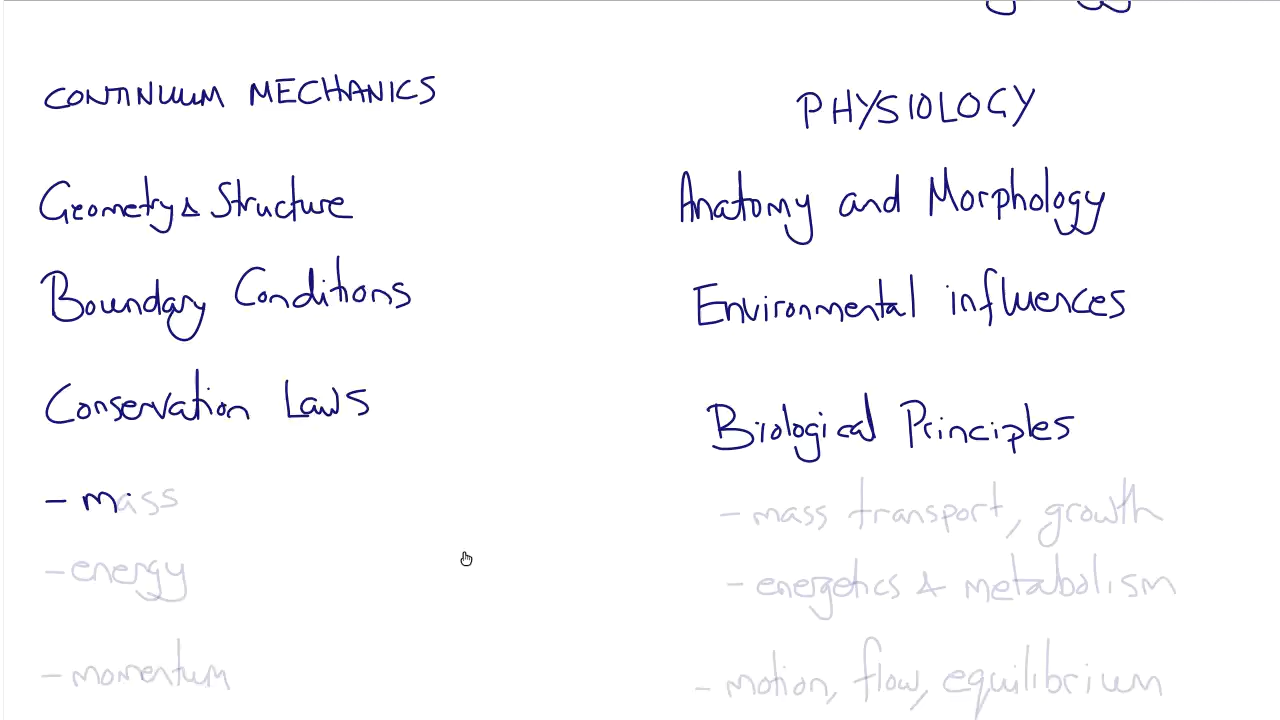 CONTINUUM MECHANICS
PHYSIOLOGY
Geometry & Structure
Anatomy and Morphology
Boundary Conditions
Environmental influences
Conservation Laws
Biological Principles
- mass
- mass transport, growth
- energy
- energetics & metabolism
- momentum
- motion, flow, equilibrium